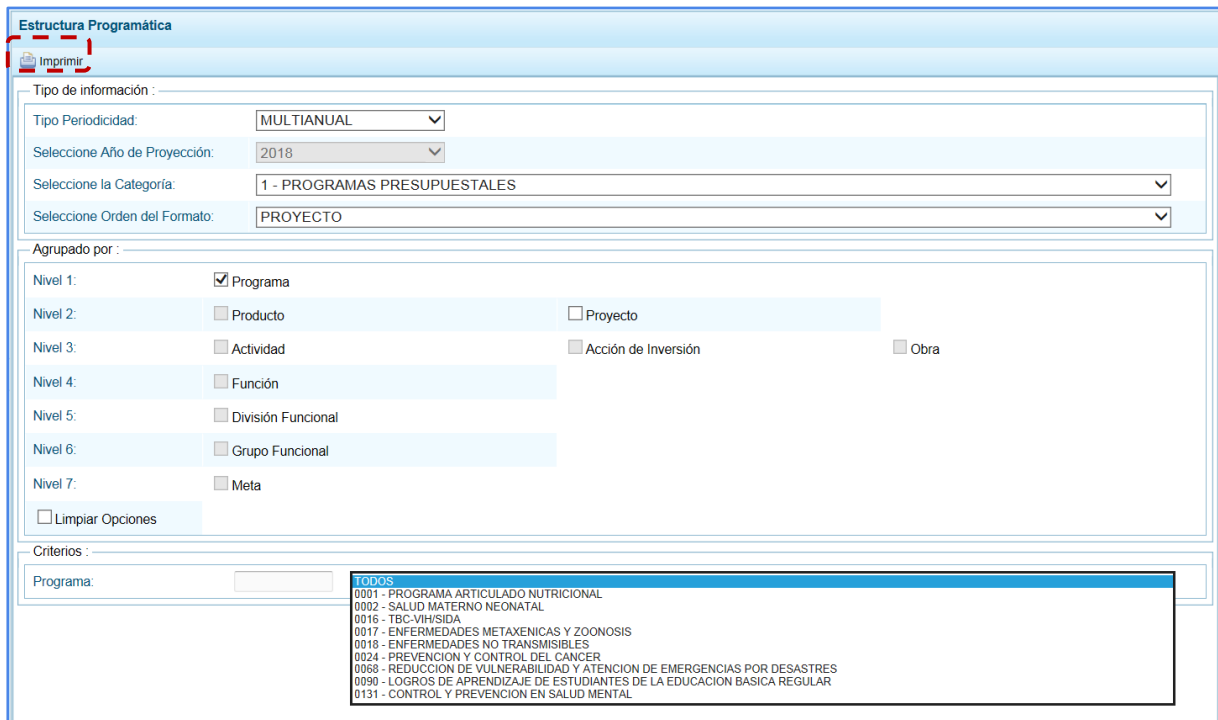 Estructura Programática
Imprimir
Tipo de información :
Tipo Periodicidad: MULTIANUAL
Seleccione Año de Proyección: 2018
Seleccione la Categoría: 1 - PROGRAMAS PRESUPUESTALES
Seleccione Orden del Formato: PROYECTO
Agrupado por :
Nivel 1: Programa
Nivel 2: Producto Proyecto
Nivel 3: Actividad Acción de Inversión Obra
Nivel 4: Función
Nivel 5: División Funcional
Nivel 6: Grupo Funcional
Nivel 7: Meta
Limpiar Opciones
Criterios :
Programa: TODOS
0001 - PROGRAMA ARTICULADO NUTRICIONAL
0002 - SALUD MATERNO NEONATAL
0016 - TBC-VIH/SIDA
0017 - ENFERMEDADES METAXENICAS Y ZOONOSIS
0018 - ENFERMEDADES NO TRANSMISIBLES
0024 - PREVENCION Y CONTROL DEL CANCER
0068 - REDUCCION DE VULNERABILIDAD Y ATENCION DE EMERGENCIAS POR DESASTRES
0090 - LOGROS DE APRENDIZAJE DE ESTUDIANTES DE LA EDUCACION BASICA REGULAR
0131 - CONTROL Y PREVENCION EN SALUD MENTAL